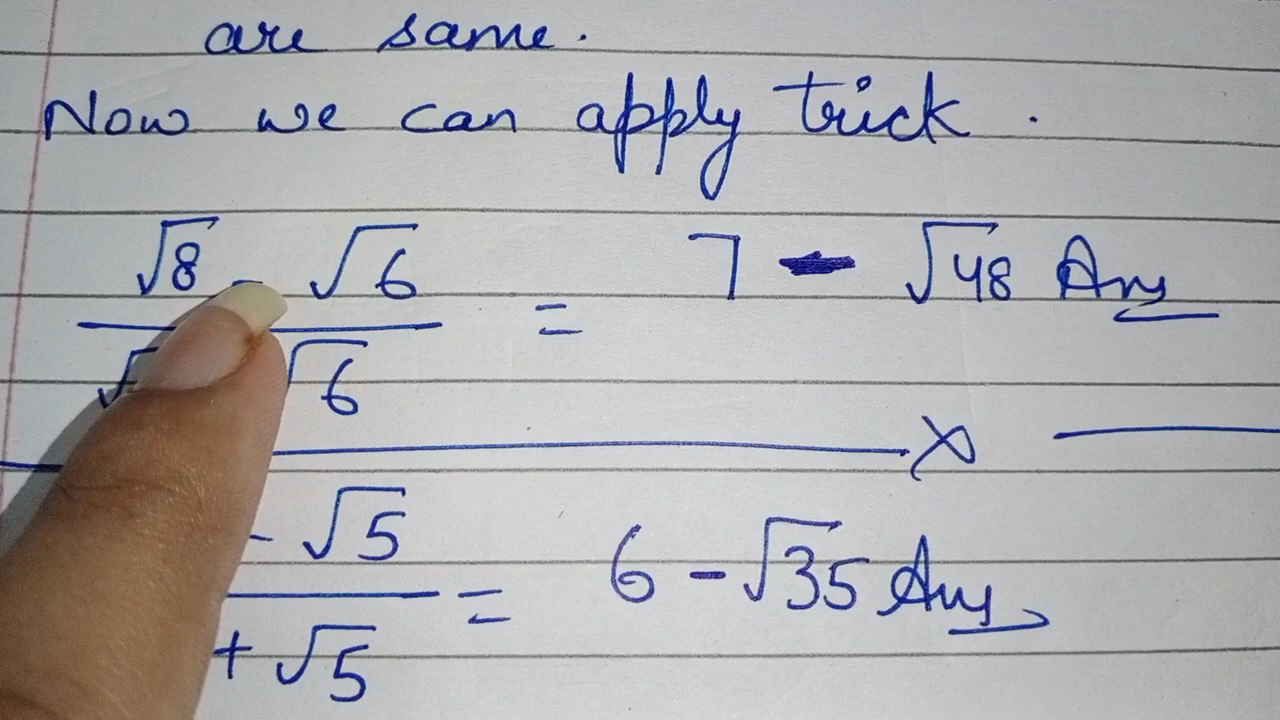 are same.
Now we can apply trick.
√8 - √6
= 7 - √48 Ans
√6
- √5
= 6 - √35 Ans
+ √5